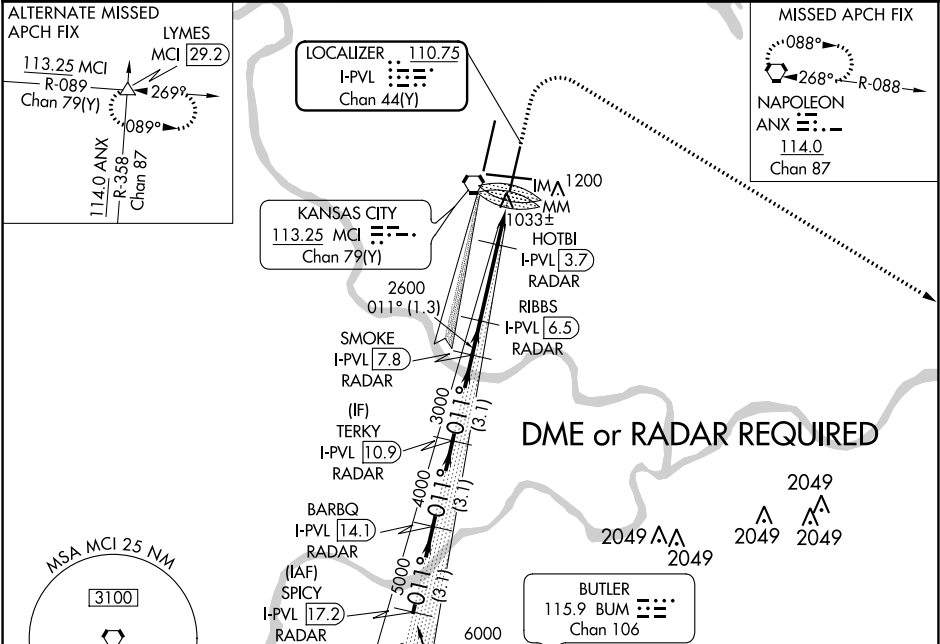 ALTERNATE MISSED
APCH FIX
LYMES
MCI 29.2
113.25 MCI
R-089
Chan 79(Y)
269°
089°
114.0 ANX
R-358
Chan 87
LOCALIZER 110.75
I-PVL
Chan 44(Y)
MISSED APCH FIX
088°
268°
R-088
NAPOLEON
ANX
114.0
Chan 87
KANSAS CITY
113.25 MCI
Chan 79(Y)
IM
1200
MM
1033±
HOTBI
I-PVL 3.7
RADAR
2600
011° (1.3)
RIBBS
I-PVL 6.5
RADAR
SMOKE
I-PVL 7.8
RADAR
3000
011°
(3.1)
(IF)
TERKY
I-PVL 10.9
RADAR
DME or RADAR REQUIRED
4000
011°
(3.1)
BARBQ
I-PVL 14.1
RADAR
2049
2049
2049
2049
2049
5000
011°
(3.1)
(IAF)
SPICY
I-PVL 17.2
RADAR
MSA MCI 25 NM
3100
6000
BUTLER
115.9 BUM
Chan 106